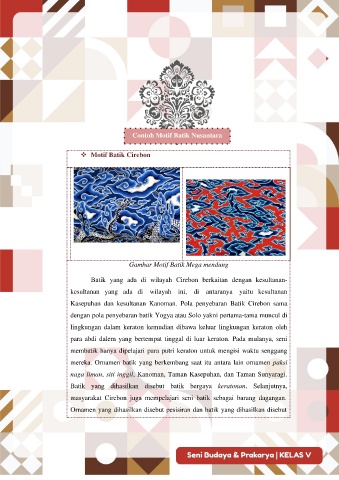 Contoh Motif Batik Nusantara
❖ Motif Batik Cirebon
Gambar Motif Batik Mega mendung
Batik yang ada di wilayah Cirebon berkaitan dengan kesultanan-
kesultanan yang ada di wilayah ini, di antaranya yaitu kesultanan
Kasepuhan dan kesultanan Kanoman. Pola penyebaran Batik Cirebon sama
dengan pola penyebaran batik Yogya atau Solo yakni pertama-tama muncul di
lingkungan dalam keraton kemudian dibawa keluar lingkungan keraton oleh
para abdi dalem yang bertempat tinggal di luar keraton. Pada mulanya, seni
membatik hanya dipelajari para putri keraton untuk mengisi waktu senggang
mereka. Ornamen batik yang berkembang saat itu antara lain ornamen paksi
naga liman, siti inggil, Kanoman, Taman Kasepuhan, dan Taman Sunyaragi.
Batik yang dihasilkan disebut batik bergaya keratonan. Selanjutnya,
masyarakat Cirebon juga mempelajari seni batik sebagai barang dagangan.
Ornamen yang dihasilkan disebut pesisiran dan batik yang dihasilkan disebut
Seni Budaya & Prakarya | KELAS V